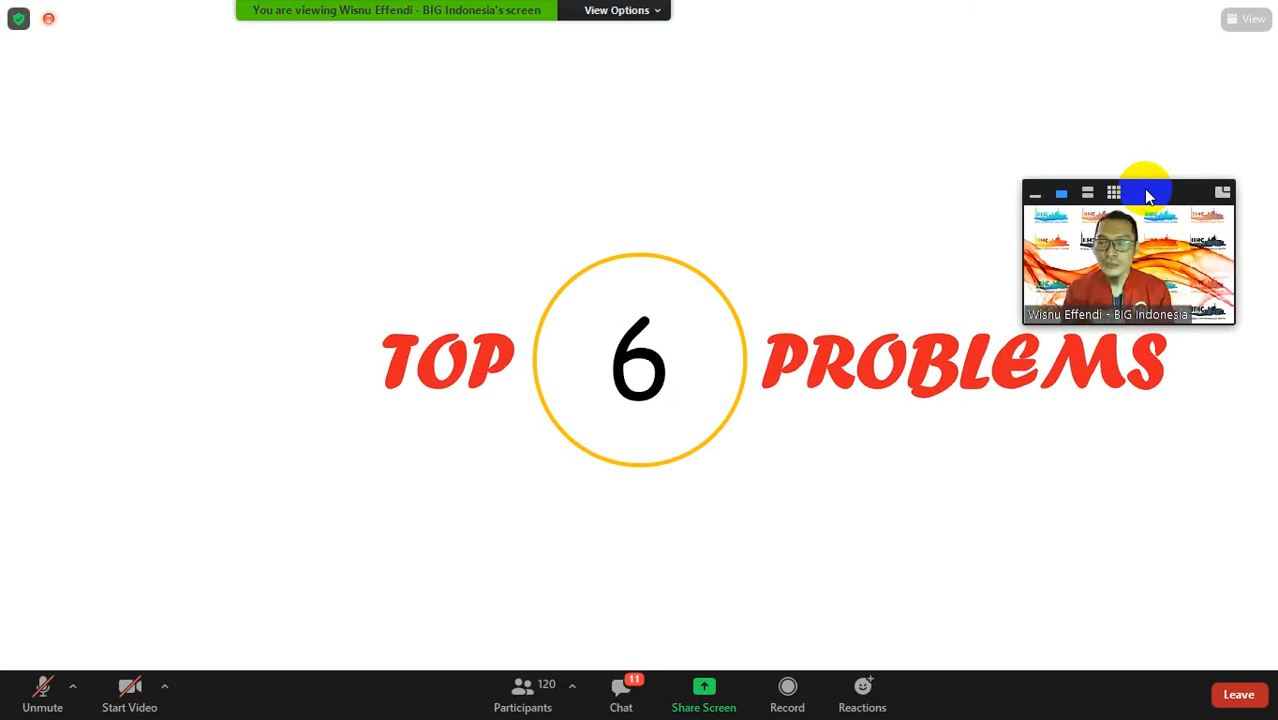 You are viewing Wisnu Effendi - BIG Indonesia's screen
View Options
View
Wisnu Effendi - BIG Indonesia
TOP 6 PROBLEMS
Unmute
Start Video
120
Participants
11
Chat
Share Screen
Record
Reactions
Leave